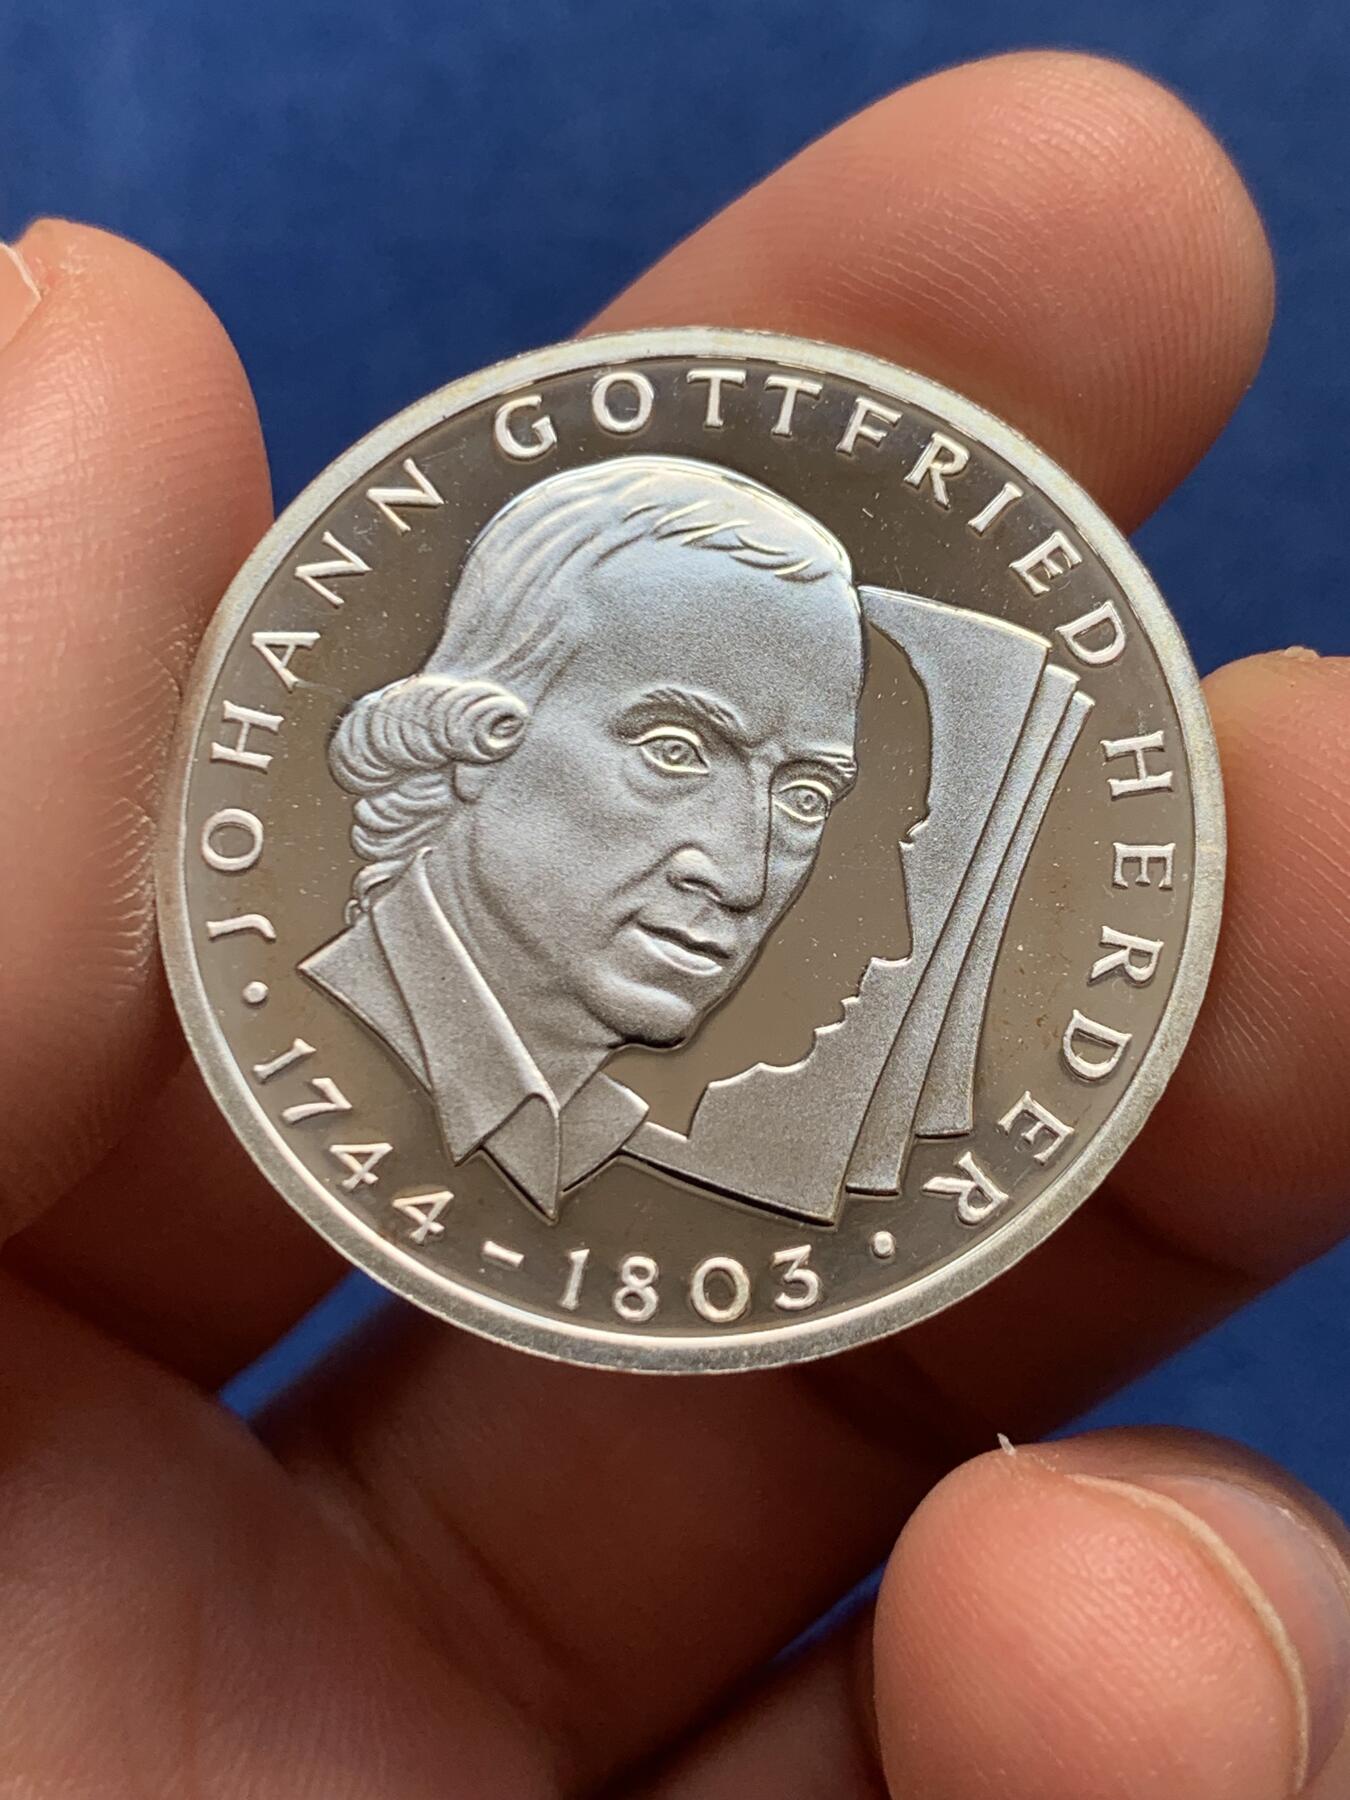 · JOHANN GOTTFRIED HERDER ·
1744 - 1803